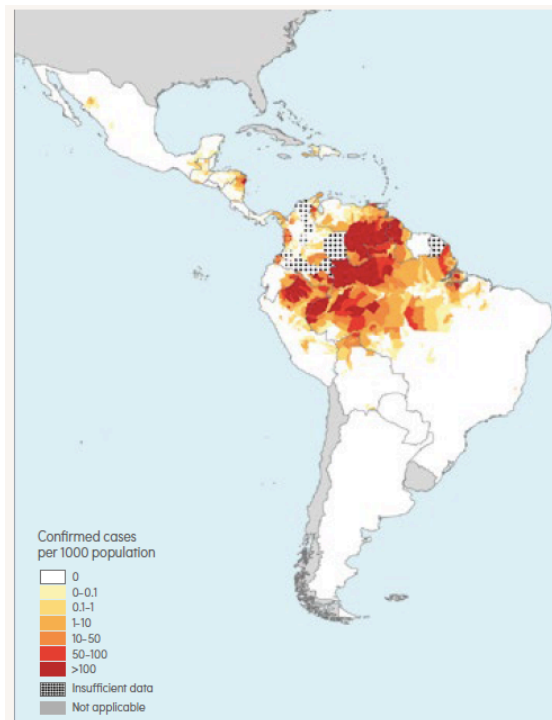 Confirmed cases
per 1000 population
0
0–0.1
0.1–1
1–10
10–50
50–100
>100
Insufficient data
Not applicable